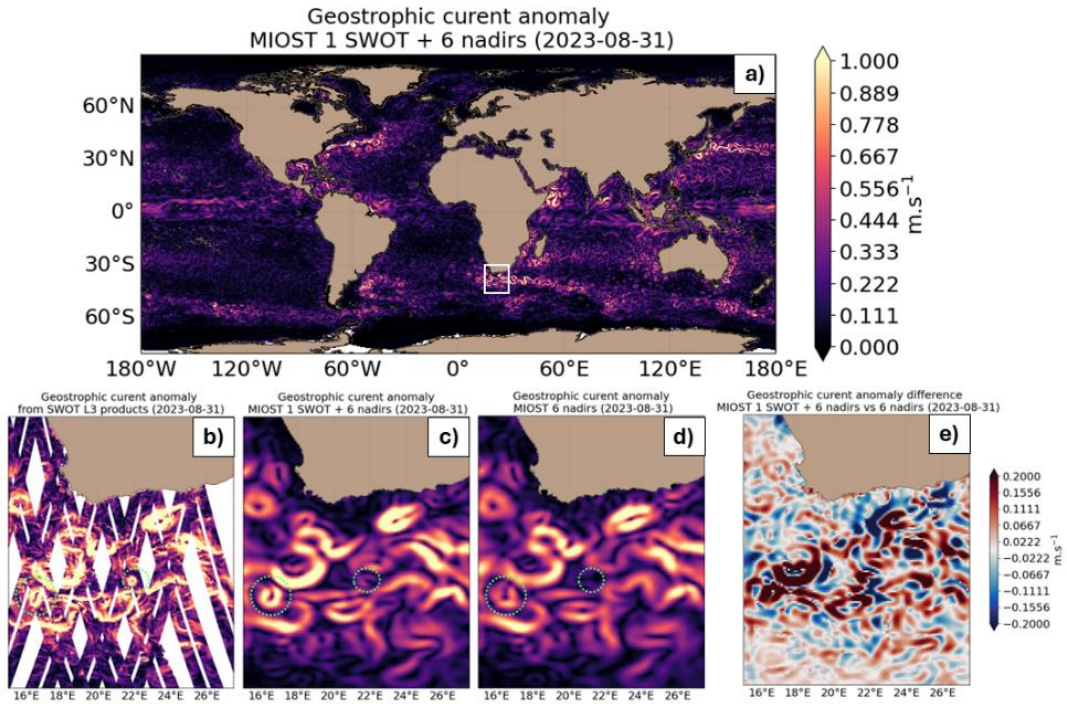 Geostrophic curent anomaly
MIOST 1 SWOT + 6 nadirs (2023-08-31)
a)
60°N
30°N
0°
30°S
60°S
180°W 120°W 60°W 0° 60°E 120°E 180°E
1.000
0.889
0.778
0.667
0.556
0.444
0.333
0.222
0.111
0.000
m.s⁻¹
Geostrophic curent anomaly
from SWOT L3 products (2023-08-31)
b)
16°E 18°E 20°E 22°E 24°E 26°E
Geostrophic curent anomaly
MIOST 1 SWOT + 6 nadirs (2023-08-31)
c)
16°E 18°E 20°E 22°E 24°E 26°E
Geostrophic curent anomaly
MIOST 6 nadirs (2023-08-31)
d)
16°E 18°E 20°E 22°E 24°E 26°E
Geostrophic curent anomaly difference
MIOST 1 SWOT + 6 nadirs vs 6 nadirs (2023-08-31)
e)
16°E 18°E 20°E 22°E 24°E 26°E
0.2000
0.1556
0.1111
0.0667
0.0222
−0.0222
−0.0667
−0.1111
−0.1556
−0.2000
m.s⁻¹